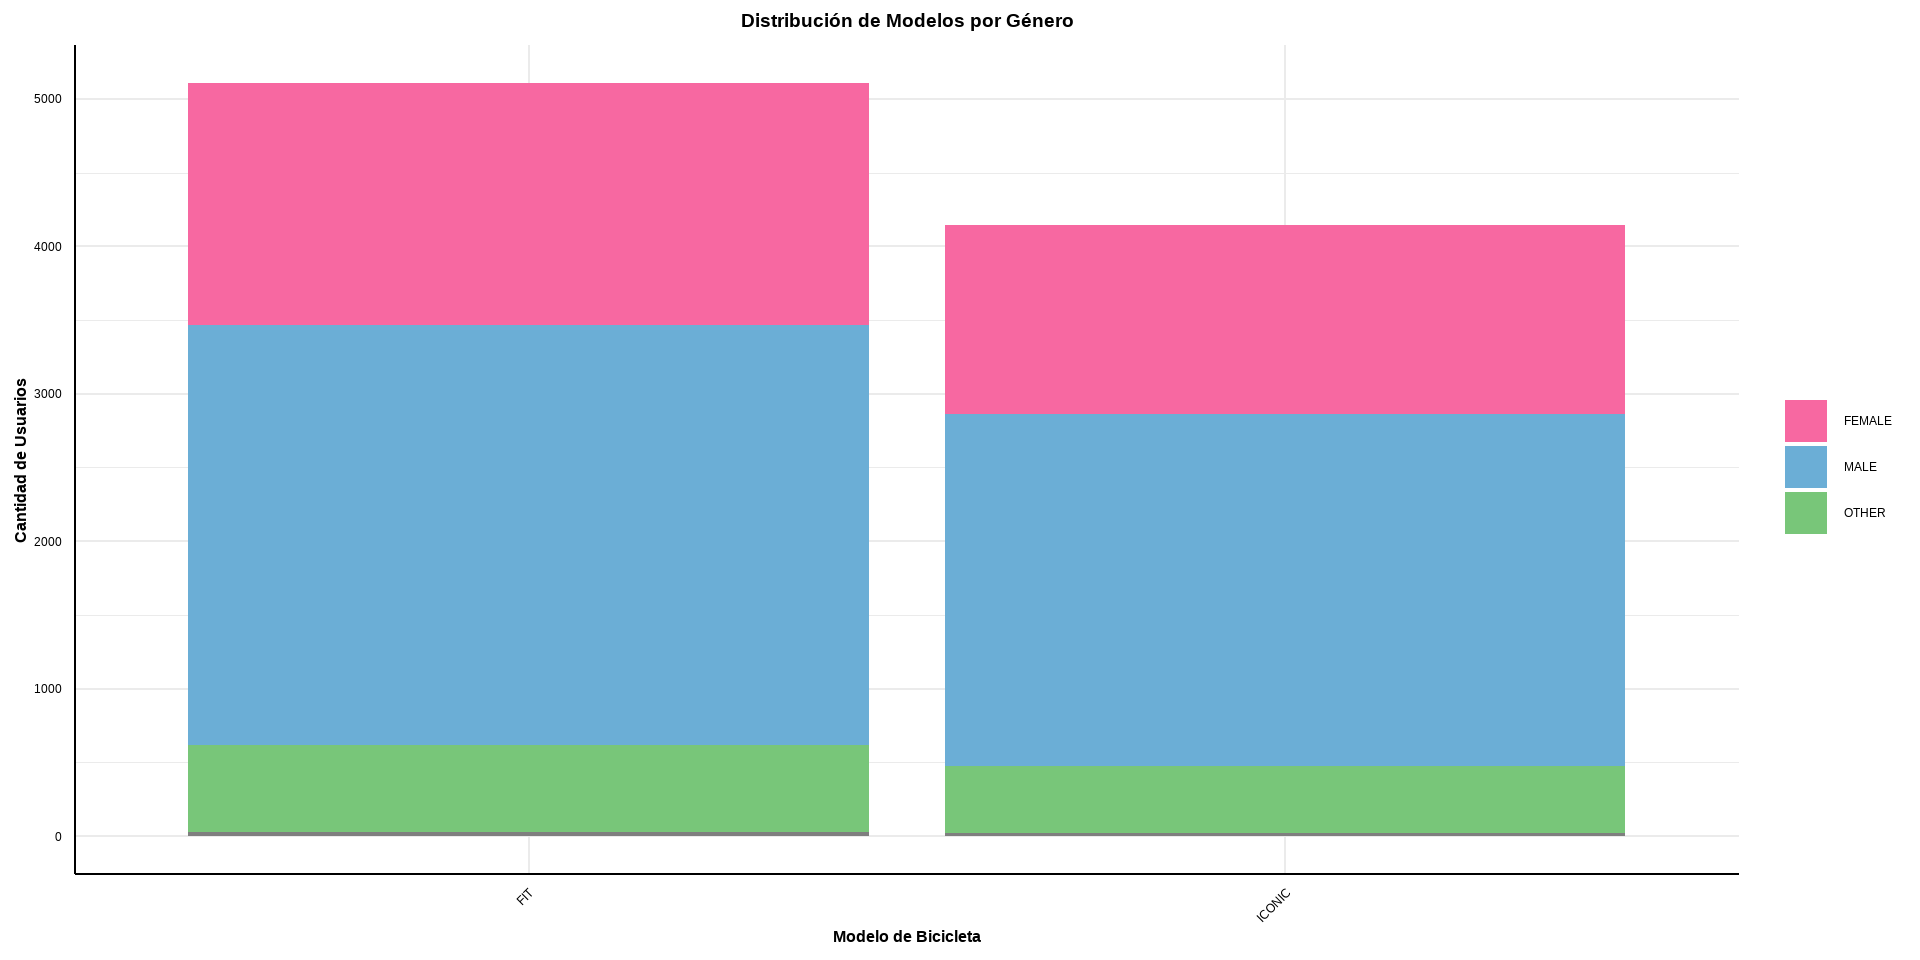 Distribución de Modelos por Género
Cantidad de Usuarios
5000
4000
3000
2000
1000
0
FIT
ICONIC
Modelo de Bicicleta
FEMALE
MALE
OTHER